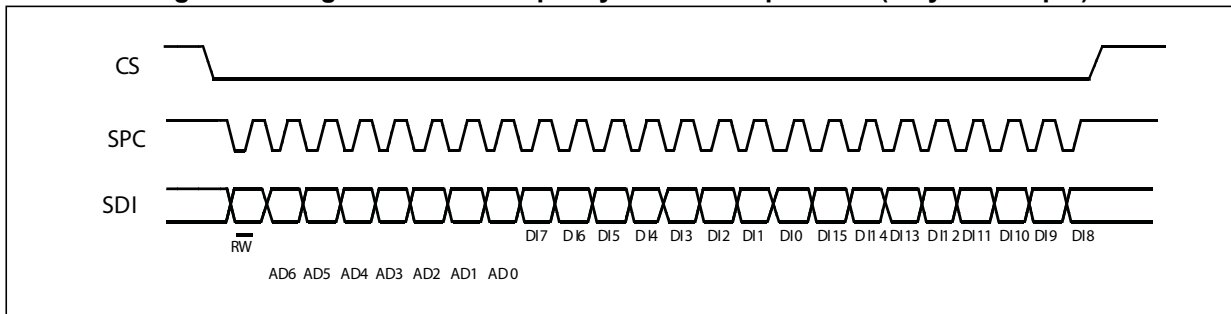 CS
SPC
SDI
RW
DI7 DI6 DI5 DI4 DI3 DI2 DI1 DI0 DI15 DI14 DI13 DI12 DI11 DI10 DI9 DI8
AD6 AD5 AD4 AD3 AD2 AD1 AD0